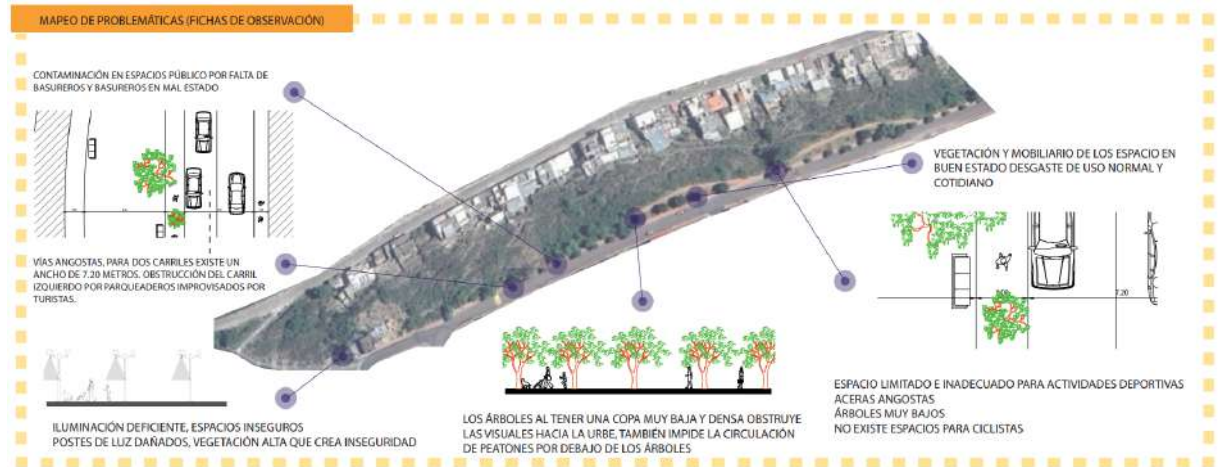 MAPEO DE PROBLEMÁTICAS (FICHAS DE OBSERVACIÓN)
CONTAMINACIÓN EN ESPACIOS PÚBLICO POR FALTA DE
BASUREROS Y BASUREROS EN MAL ESTADO
VEGETACIÓN Y MOBILIARIO DE LOS ESPACIO EN
BUEN ESTADO DESGASTE DE USO NORMAL Y
COTIDIANO
VÍAS ANGOSTAS, PARA DOS CARRILES EXISTE UN
ANCHO DE 7.20 METROS. OBSTRUCCIÓN DEL CARRIL
IZQUIERDO POR PARQUEADEROS IMPROVISADOS POR
TURISTAS.
7.20
ILUMINACIÓN DEFICIENTE, ESPACIOS INSEGUROS
POSTES DE LUZ DAÑADOS, VEGETACIÓN ALTA QUE CREA INSEGURIDAD
LOS ÁRBOLES AL TENER UNA COPA MUY BAJA Y DENSA OBSTRUYE
LAS VISUALES HACIA LA URBE, TAMBIÉN IMPIDE LA CIRCULACIÓN
DE PEATONES POR DEBAJO DE LOS ÁRBOLES
ESPACIO LIMITADO E INADECUADO PARA ACTIVIDADES DEPORTIVAS
ACERAS ANGOSTAS
ÁRBOLES MUY BAJOS
NO EXISTE ESPACIOS PARA CICLISTAS